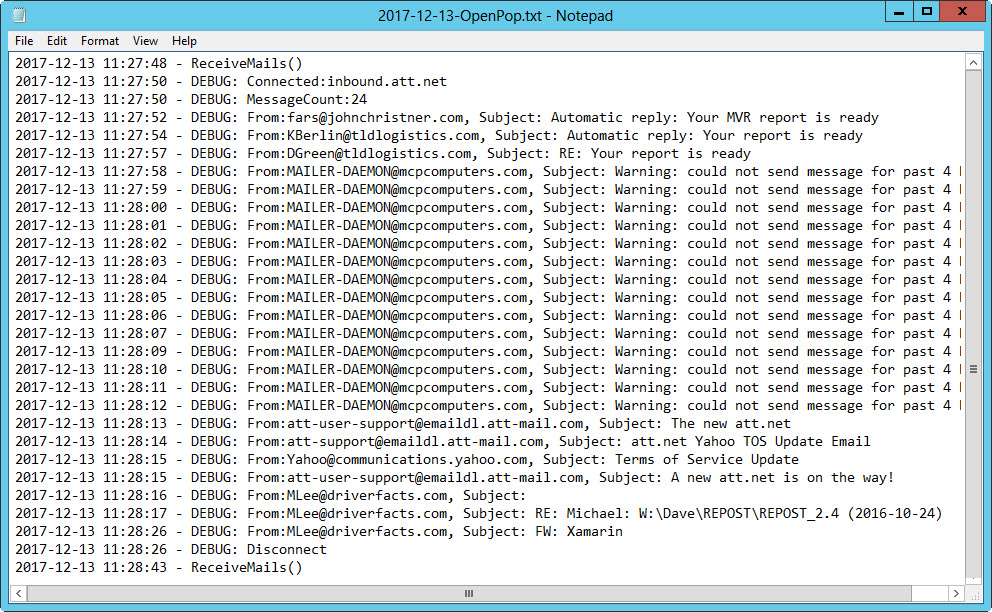 2017-12-13-OpenPop.txt - Notepad
File Edit Format View Help
2017-12-13 11:27:48 - ReceiveMails()
2017-12-13 11:27:50 - DEBUG: Connected:inbound.att.net
2017-12-13 11:27:50 - DEBUG: MessageCount:24
2017-12-13 11:27:52 - DEBUG: From:fars@johnchristner.com, Subject: Automatic reply: Your MVR report is ready
2017-12-13 11:27:54 - DEBUG: From:KBerlin@tldlogistics.com, Subject: Automatic reply: Your report is ready
2017-12-13 11:27:57 - DEBUG: From:DGreen@tldlogistics.com, Subject: RE: Your report is ready
2017-12-13 11:27:58 - DEBUG: From:MAILER-DAEMON@mcpcomputers.com, Subject: Warning: could not send message for past 4
2017-12-13 11:27:59 - DEBUG: From:MAILER-DAEMON@mcpcomputers.com, Subject: Warning: could not send message for past 4
2017-12-13 11:28:00 - DEBUG: From:MAILER-DAEMON@mcpcomputers.com, Subject: Warning: could not send message for past 4
2017-12-13 11:28:01 - DEBUG: From:MAILER-DAEMON@mcpcomputers.com, Subject: Warning: could not send message for past 4
2017-12-13 11:28:02 - DEBUG: From:MAILER-DAEMON@mcpcomputers.com, Subject: Warning: could not send message for past 4
2017-12-13 11:28:03 - DEBUG: From:MAILER-DAEMON@mcpcomputers.com, Subject: Warning: could not send message for past 4
2017-12-13 11:28:04 - DEBUG: From:MAILER-DAEMON@mcpcomputers.com, Subject: Warning: could not send message for past 4
2017-12-13 11:28:05 - DEBUG: From:MAILER-DAEMON@mcpcomputers.com, Subject: Warning: could not send message for past 4
2017-12-13 11:28:06 - DEBUG: From:MAILER-DAEMON@mcpcomputers.com, Subject: Warning: could not send message for past 4
2017-12-13 11:28:07 - DEBUG: From:MAILER-DAEMON@mcpcomputers.com, Subject: Warning: could not send message for past 4
2017-12-13 11:28:09 - DEBUG: From:MAILER-DAEMON@mcpcomputers.com, Subject: Warning: could not send message for past 4
2017-12-13 11:28:10 - DEBUG: From:MAILER-DAEMON@mcpcomputers.com, Subject: Warning: could not send message for past 4
2017-12-13 11:28:11 - DEBUG: From:MAILER-DAEMON@mcpcomputers.com, Subject: Warning: could not send message for past 4
2017-12-13 11:28:12 - DEBUG: From:MAILER-DAEMON@mcpcomputers.com, Subject: Warning: could not send message for past 4
2017-12-13 11:28:13 - DEBUG: From:att-user-support@emaildl.att-mail.com, Subject: The new att.net
2017-12-13 11:28:14 - DEBUG: From:att-support@emaildl.att-mail.com, Subject: att.net Yahoo TOS Update Email
2017-12-13 11:28:15 - DEBUG: From:Yahoo@communications.yahoo.com, Subject: Terms of Service Update
2017-12-13 11:28:15 - DEBUG: From:att-user-support@emaildl.att-mail.com, Subject: A new att.net is on the way!
2017-12-13 11:28:16 - DEBUG: From:MLee@driverfacts.com, Subject:
2017-12-13 11:28:17 - DEBUG: From:MLee@driverfacts.com, Subject: RE: Michael: W:\Dave\REPOST\REPOST_2.4 (2016-10-24)
2017-12-13 11:28:26 - DEBUG: From:MLee@driverfacts.com, Subject: FW: Xamarin
2017-12-13 11:28:26 - DEBUG: Disconnect
2017-12-13 11:28:43 - ReceiveMails()